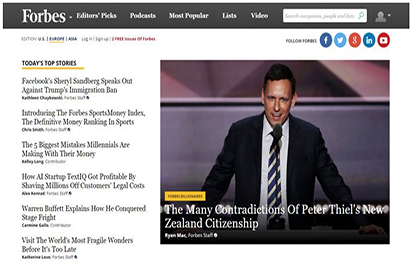 Forbes
Editors' Picks Podcasts Most Popular Lists Video
Search companies, people and lists
EDITION: U.S. | EUROPE | ASIA Log in | Sign up | 2 FREE Issues Of Forbes
FOLLOW FORBES
TODAY'S TOP STORIES
Facebook's Sheryl Sandberg Speaks Out
Against Trump's Immigration Ban
Kathleen Chaykowski, Forbes Staff
Introducing The Forbes SportsMoney Index,
The Definitive Money Ranking In Sports
Chris Smith, Forbes Staff
The 5 Biggest Mistakes Millennials Are
Making With Their Money
Kelley Long, Contributor
How AI Startup TextIQ Got Profitable By
Shaving Millions Off Customers' Legal Costs
Alex Konrad, Forbes Staff
Warren Buffett Explains How He Conquered
Stage Fright
Carmine Gallo, Contributor
Visit The World's Most Fragile Wonders
Before It's Too Late
Katherine Love, Forbes Staff
FORBES BILLIONAIRES
The Many Contradictions Of Peter Thiel's New
Zealand Citizenship
Ryan Mac, Forbes Staff